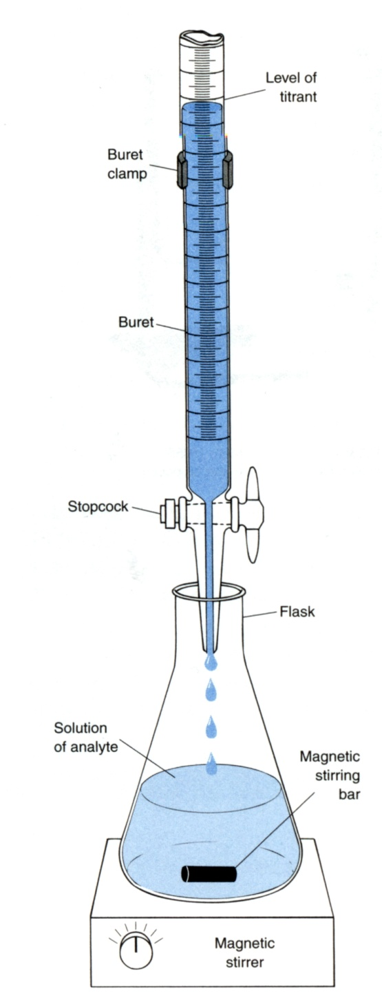 Level of
titrant
Buret
clamp
Buret
Stopcock
Flask
Solution
of analyte
Magnetic
stirring
bar
Magnetic
stirrer